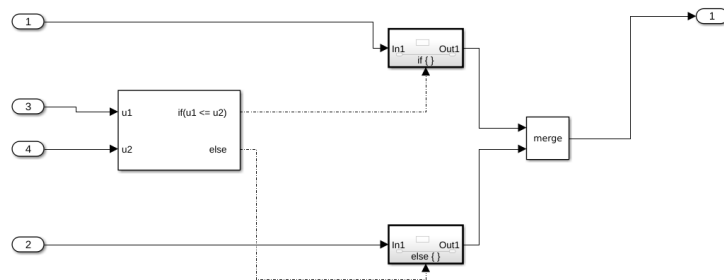 1
1
In1 Out1
if { }
3
u1 if(u1 <= u2)
4
u2 else
merge
2
In1 Out1
else { }